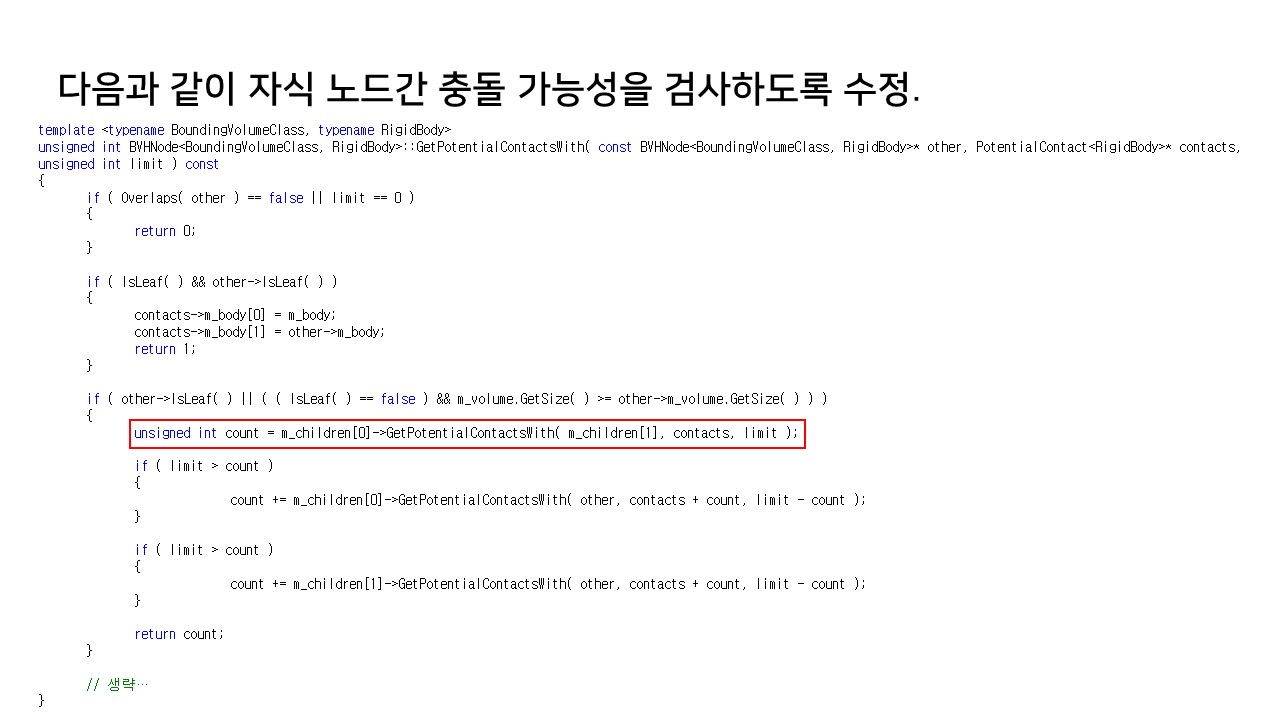 다음과 같이 자식 노드간 충돌 가능성을 검사하도록 수정.
template <typename BoundingVolumeClass, typename RigidBody>
unsigned int BVHNode<BoundingVolumeClass, RigidBody>::GetPotentialContactsWith( const BVHNode<BoundingVolumeClass, RigidBody>* other, PotentialContact<RigidBody>* contacts,
unsigned int limit ) const
{
if ( Overlaps( other ) == false || limit == 0 )
{
return 0;
}
if ( IsLeaf( ) && other->IsLeaf( ) )
{
contacts->m_body[0] = m_body;
contacts->m_body[1] = other->m_body;
return 1;
}
if ( other->IsLeaf( ) || ( ( IsLeaf( ) == false ) && m_volume.GetSize( ) >= other->m_volume.GetSize( ) ) )
{
unsigned int count = m_children[0]->GetPotentialContactsWith( m_children[1], contacts, limit );
if ( limit > count )
{
count += m_children[0]->GetPotentialContactsWith( other, contacts + count, limit - count );
}
if ( limit > count )
{
count += m_children[1]->GetPotentialContactsWith( other, contacts + count, limit - count );
}
return count;
}
// 생략…
}